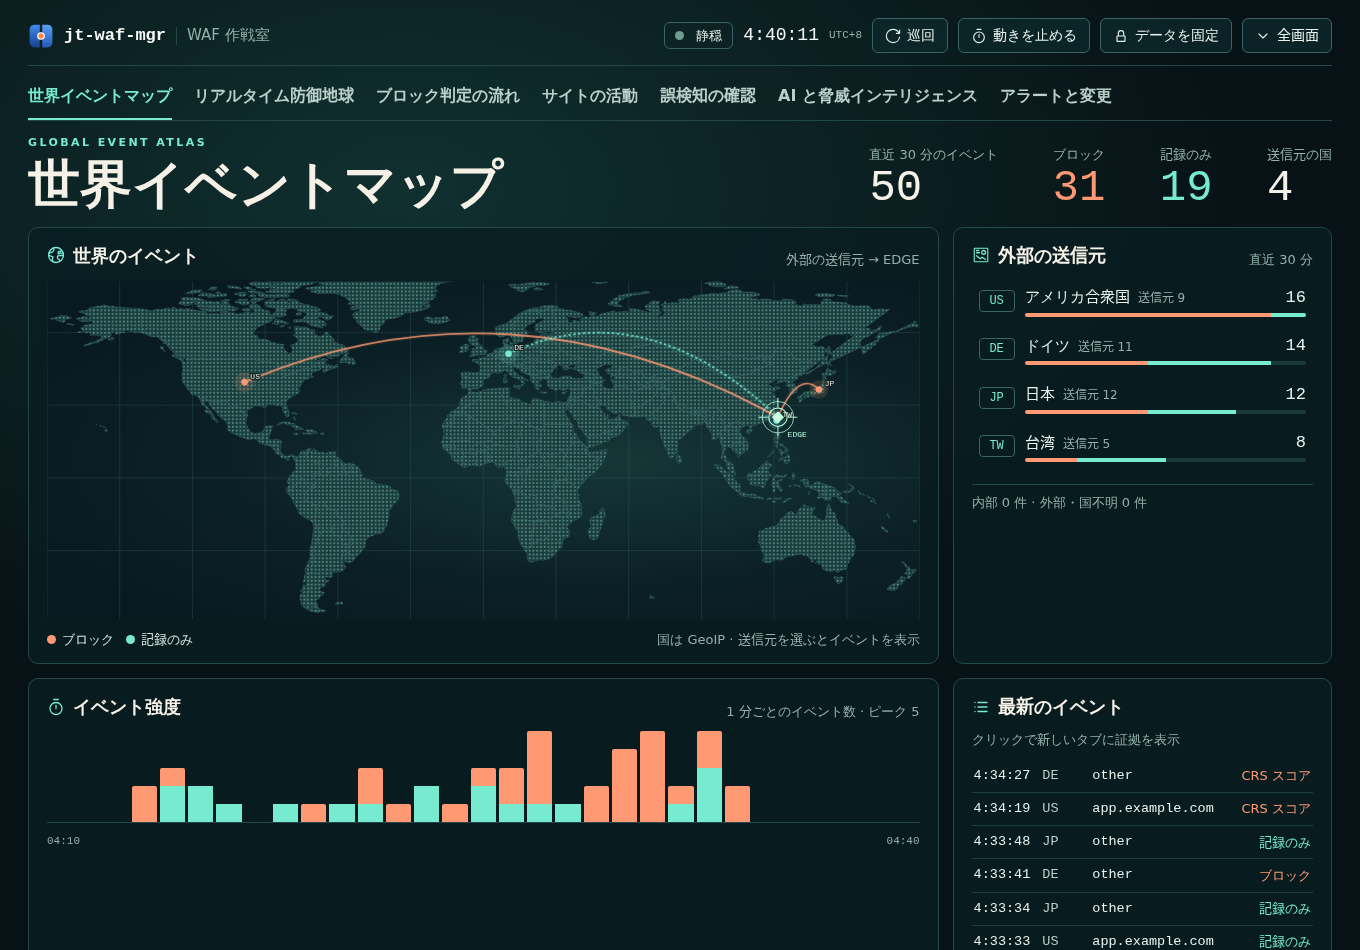 jt-waf-mgr WAF 作戦室
静穏 4:40:11 UTC+8 巡回 動きを止める データを固定 全画面
世界イベントマップ リアルタイム防御地球 ブロック判定の流れ サイトの活動 誤検知の確認 AI と脅威インテリジェンス アラートと変更
GLOBAL EVENT ATLAS
世界イベントマップ
直近 30 分のイベント ブロック 記録のみ 送信元の国
50 31 19 4
世界のイベント
外部の送信元 → EDGE
US
DE
JP
EDGE
ブロック 記録のみ
国は GeoIP · 送信元を選ぶとイベントを表示
外部の送信元
直近 30 分
US アメリカ合衆国 送信元 9 16
DE ドイツ 送信元 11 14
JP 日本 送信元 12 12
TW 台湾 送信元 5 8
内部 0 件 · 外部・国不明 0 件
イベント強度
1 分ごとのイベント数 · ピーク 5
04:10 04:40
最新のイベント
クリックで新しいタブに証拠を表示
4:34:27 DE other CRS スコア
4:34:19 US app.example.com CRS スコア
4:33:48 JP other 記録のみ
4:33:41 DE other ブロック
4:33:34 JP other 記録のみ
4:33:33 US app.example.com 記録のみ